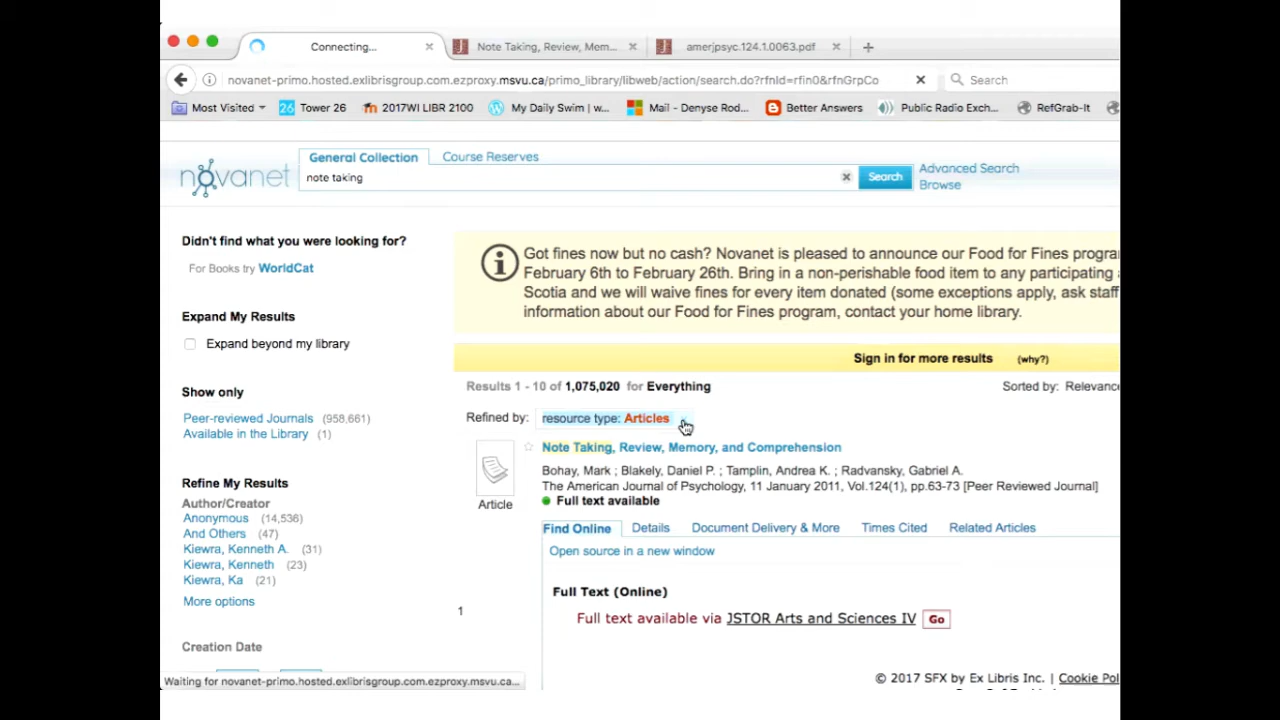 Connecting...
Note Taking, Review, Mem...
amerjpsyc.124.1.0063.pdf
novanet-primo.hosted.exlibrisgroup.com.ezproxy.msvu.ca/primo_library/libweb/action/search.do?rfnId=rfin0&rfnGrpCo
Search
Most Visited
26 Tower 26
2017WI LIBR 2100
My Daily Swim | w...
Mail - Denyse Rod...
Better Answers
Public Radio Exch...
RefGrab-It
General Collection
Course Reserves
novanet
note taking
Search
Advanced Search
Browse
Didn't find what you were looking for?
For Books try WorldCat
Expand My Results
Expand beyond my library
Show only
Peer-reviewed Journals (958,661)
Available in the Library (1)
Refine My Results
Author/Creator
Anonymous (14,536)
And Others (47)
Kiewra, Kenneth A. (31)
Kiewra, Kenneth (23)
Kiewra, Ka (21)
More options
Creation Date
Got fines now but no cash? Novanet is pleased to announce our Food for Fines progra
February 6th to February 26th. Bring in a non-perishable food item to any participating
Scotia and we will waive fines for every item donated (some exceptions apply, ask staff
information about our Food for Fines program, contact your home library.
Sign in for more results (why?)
Results 1 - 10 of 1,075,020 for Everything
Sorted by: Relevance
Refined by: resource type: Articles
Note Taking, Review, Memory, and Comprehension
Bohay, Mark ; Blakely, Daniel P. ; Tamplin, Andrea K. ; Radvansky, Gabriel A.
The American Journal of Psychology, 11 January 2011, Vol.124(1), pp.63-73 [Peer Reviewed Journal]
Full text available
Article
Find Online
Details
Document Delivery & More
Times Cited
Related Articles
Open source in a new window
Full Text (Online)
1
Full text available via JSTOR Arts and Sciences IV Go
© 2017 SFX by Ex Libris Inc. | Cookie Pol
Waiting for novanet-primo.hosted.exlibrisgroup.com.ezproxy.msvu.ca...